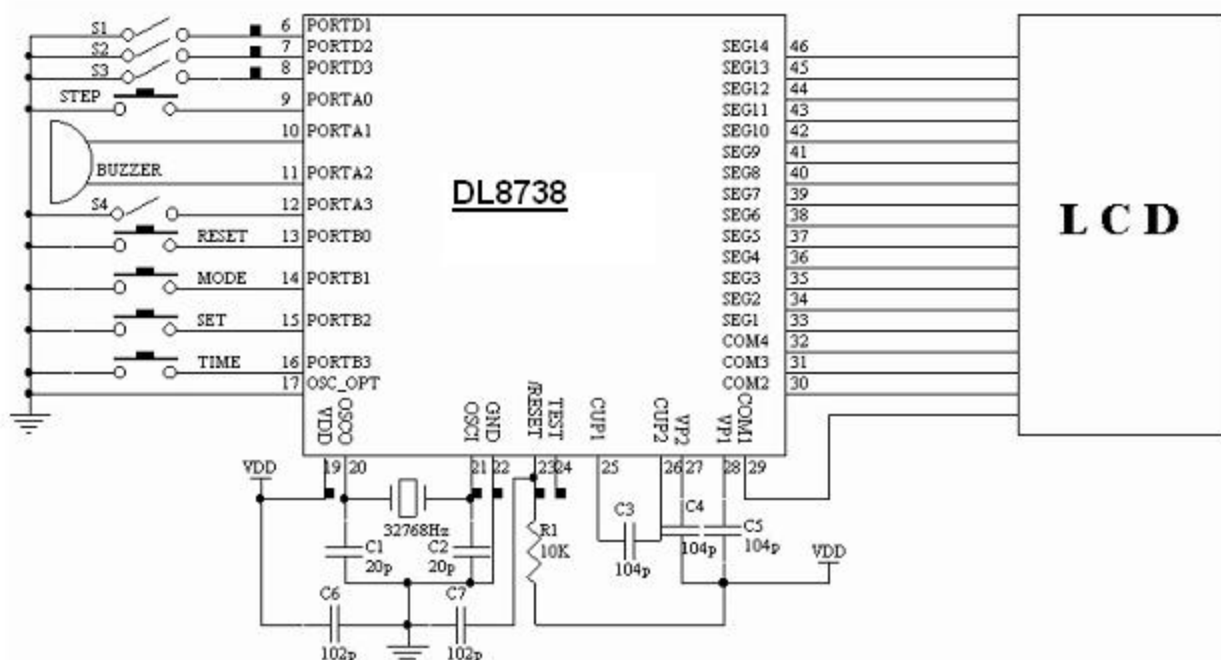 S1
6 PORTD1
S2
7 PORTD2
S3
8 PORTD3
STEP
9 PORTA0
10 PORTA1
BUZZER
11 PORTA2
S4
12 PORTA3
RESET
13 PORTB0
MODE
14 PORTB1
SET
15 PORTB2
TIME
16 PORTB3
17 OSC_OPT
DL8738
SEG14 46
SEG13 45
SEG12 44
SEG11 43
SEG10 42
SEG9 41
SEG8 40
SEG7 39
SEG6 38
SEG5 37
SEG4 36
SEG3 35
SEG2 34
SEG1 33
COM4 32
COM3 31
COM2 30
LCD
VDD
OSCO
OSCI
GND
/RESET
TEST
CUP1
CUP2
VP2
VP1
COM1
19 20 21 22 23 24 25 26 27 28 29
VDD
32768Hz
C1
20p
C2
20p
R1
10K
C3
104p
C4
104p
C5
104p
VDD
C6
102p
C7
102p